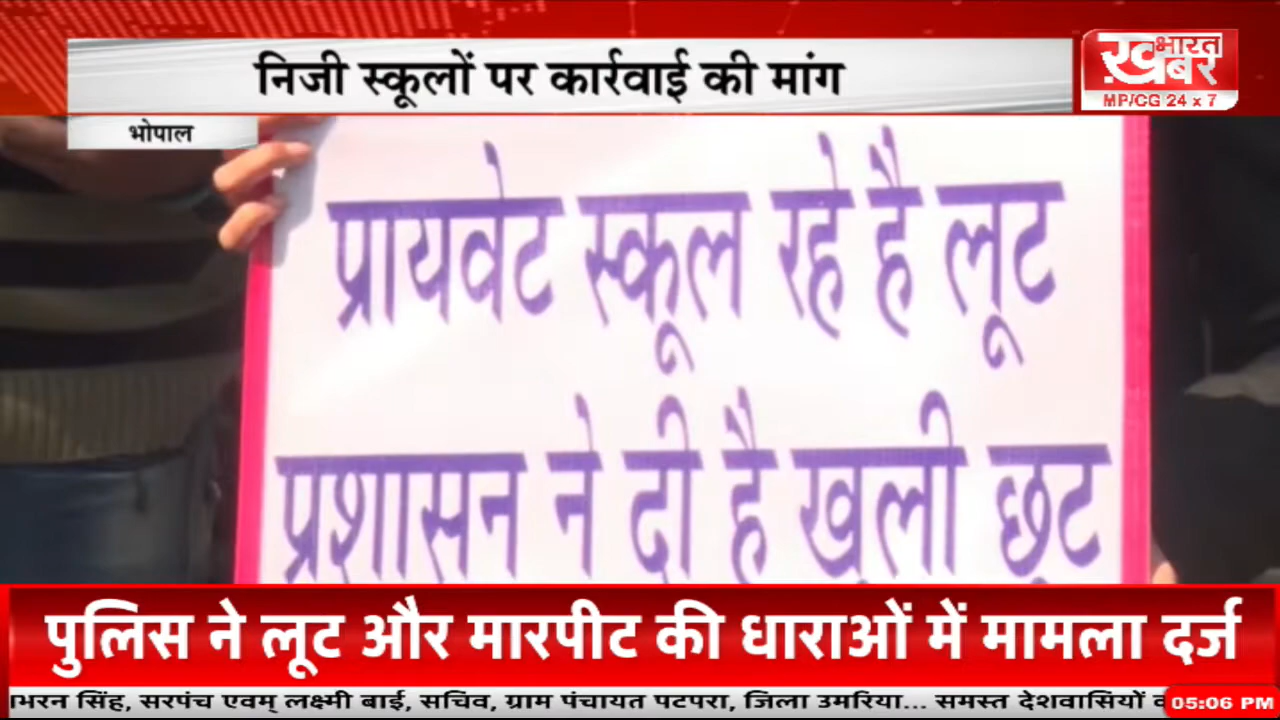 निजी स्कूलों पर कार्रवाई की मांग
भारत
ख़बर
MP/CG 24 x 7
भोपाल
प्रायवेट स्कूल रहे है लूट
प्रशासन ने दी है खुली छूट
पुलिस ने लूट और मारपीट की धाराओं में मामला दर्ज
सिंह, सरपंच एवम् लक्ष्मी बाई, सचिव, ग्राम पंचायत पटपरा, जिला उमरिया... समस्त देशवासियों
05:06 PM